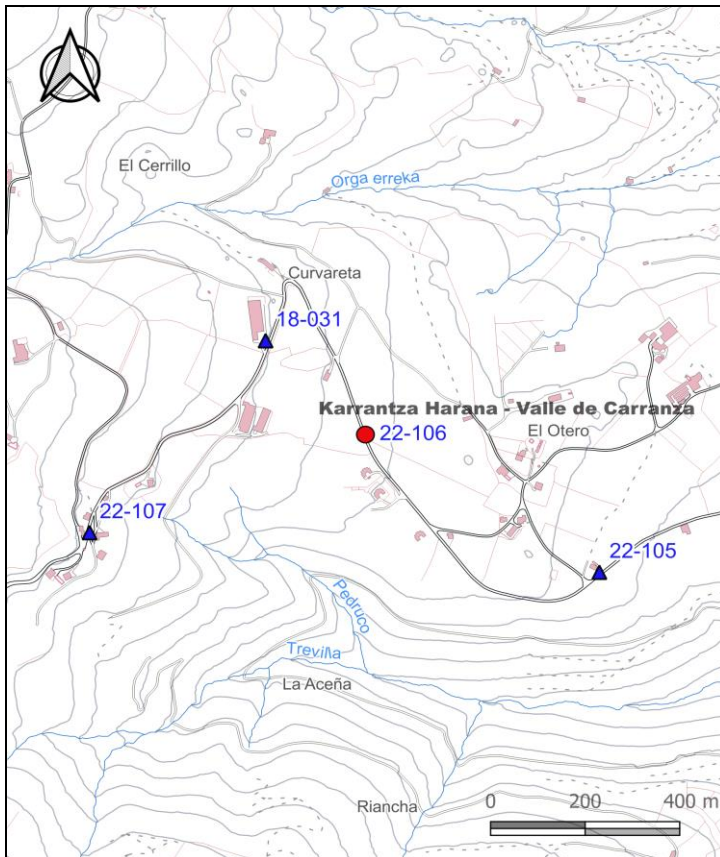 El Cerrillo
Orga erreka
Curvareta
18-031
Karrantza Harana - Valle de Carranza
22-106
El Otero
22-107
22-105
Pedruco
Trevilla
La Aceña
Riancha
0 200 400 m